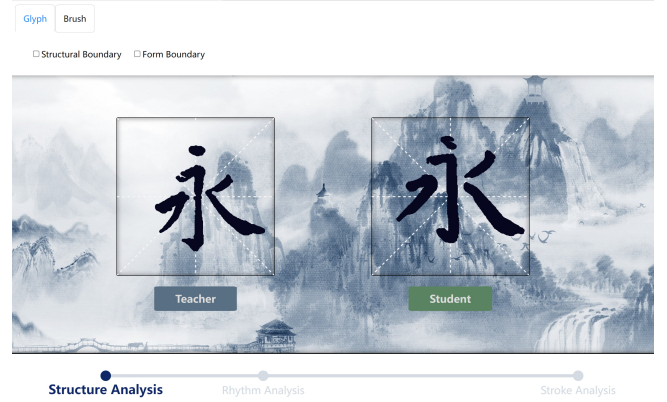 Glyph Brush
Structural Boundary Form Boundary
永 永
Teacher Student
Structure Analysis Rhythm Analysis Stroke Analysis